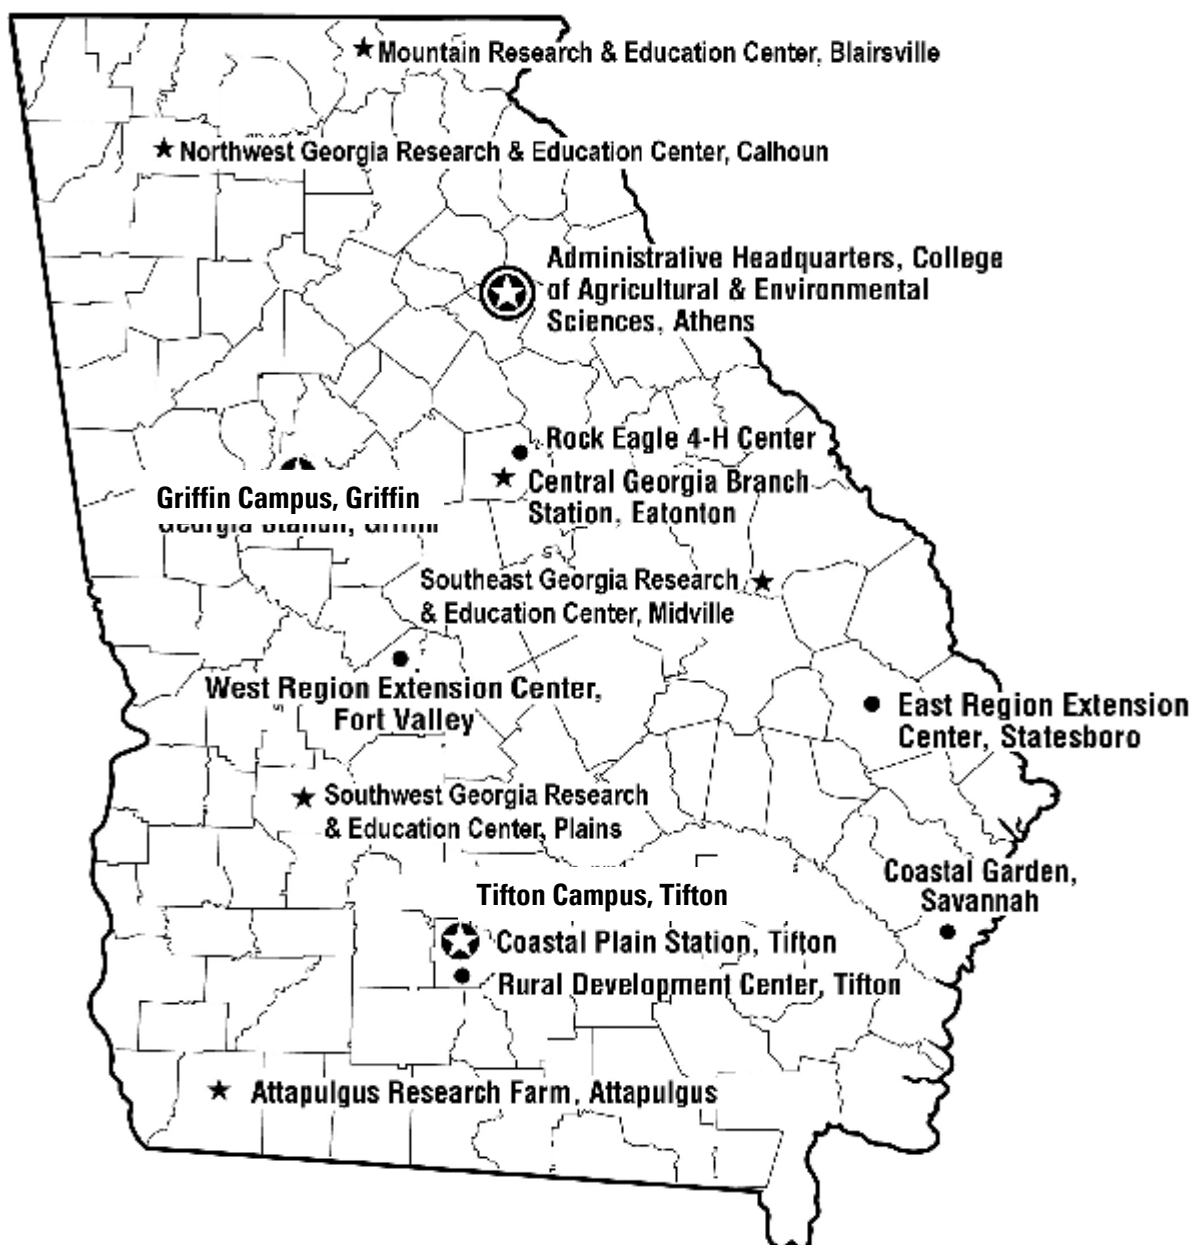 Mountain Research & Education Center, Blairsville
Northwest Georgia Research & Education Center, Calhoun
Administrative Headquarters, College
of Agricultural & Environmental
Sciences, Athens
Rock Eagle 4-H Center
Central Georgia Branch
Station, Eatonton
Griffin Campus, Griffin
Georgia Station, Griffin
Southeast Georgia Research
& Education Center, Midville
West Region Extension Center,
Fort Valley
East Region Extension
Center, Statesboro
Southwest Georgia Research
& Education Center, Plains
Coastal Garden,
Savannah
Tifton Campus, Tifton
Coastal Plain Station, Tifton
Rural Development Center, Tifton
Attapulgus Research Farm, Attapulgus